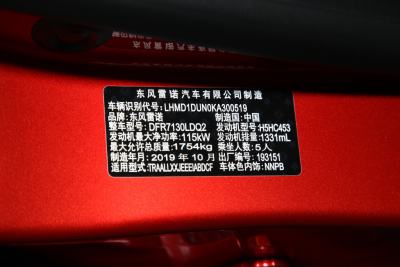 东风雷诺汽车有限公司制造
车辆识别代号: LHMD1DUN0KA300519
品牌: 东风雷诺 制造国: 中国
整车型号: DFR7130LDQ2 发动机型号: H5HC453
发动机最大净功率: 115kW 发动机排量: 1331mL
最大允许总质量: 1754kg 乘坐人数: 5人
制造年月: 2019年10月 出厂编号: 193151
适用型式: TRAALLXXJEEEIABDCF 车体色内饰: NNPB